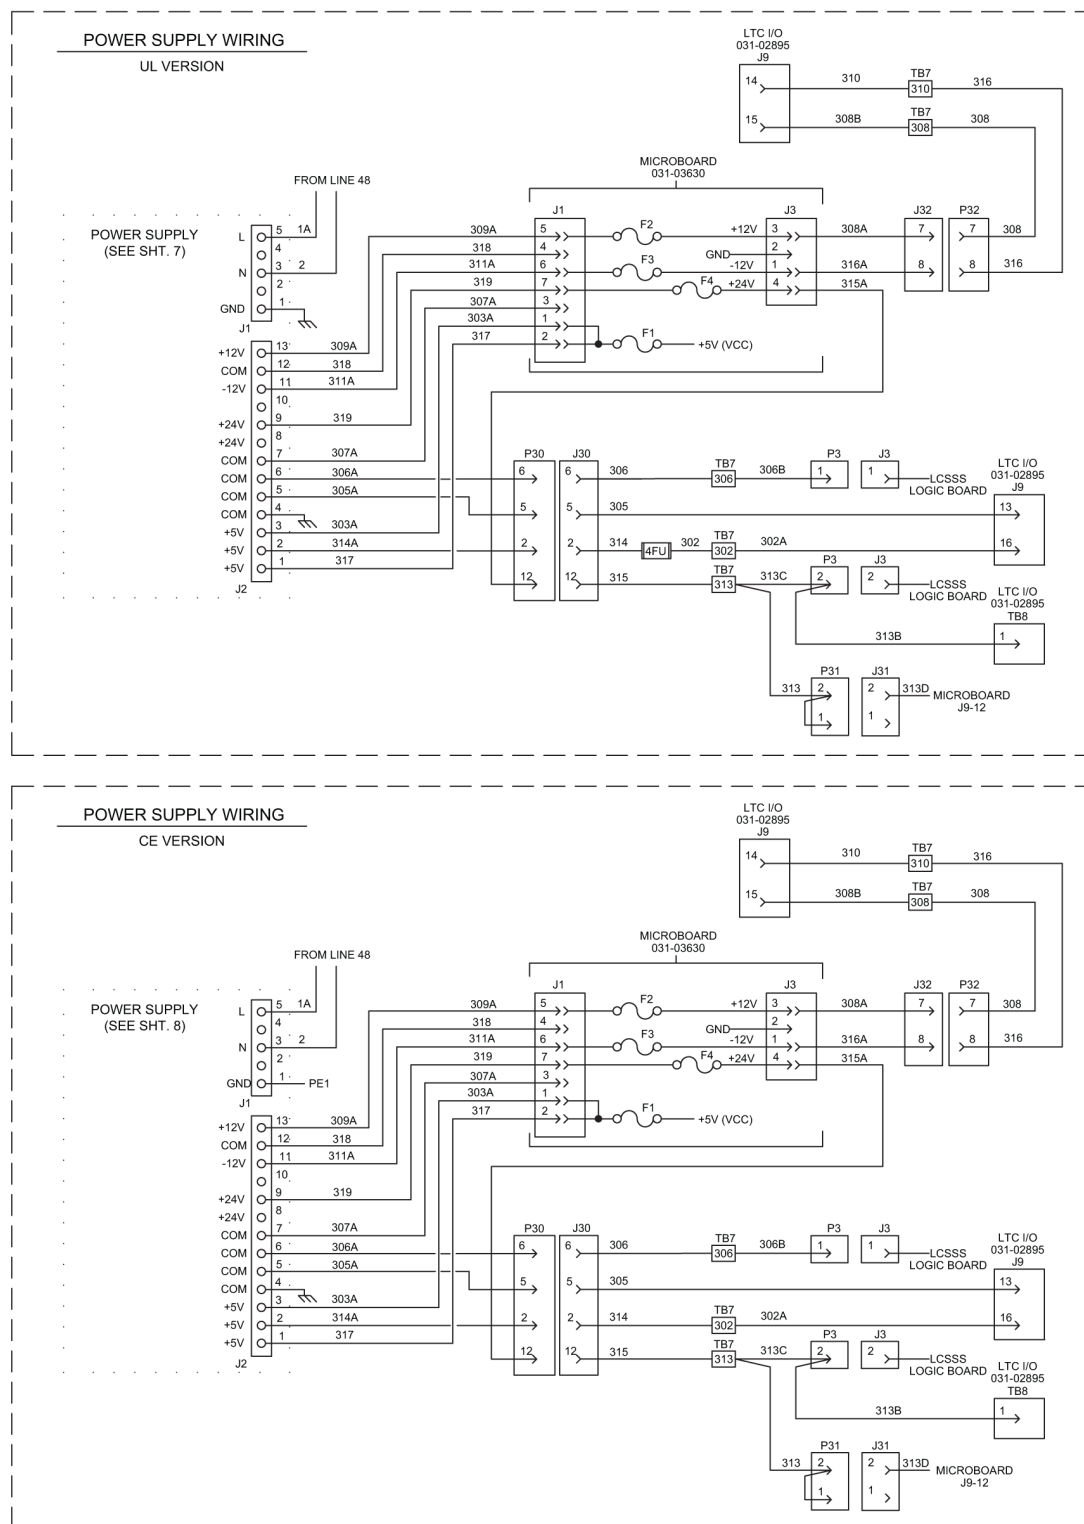 POWER SUPPLY WIRING
UL VERSION
LTC I/O
031-02895
J9
14 310 TB7 310 316
15 308B TB7 308 308
MICROBOARD
031-03630
FROM LINE 48
POWER SUPPLY
(SEE SHT. 7)
L 5 1A
4
N 3 2
2
GND 1
J1
J1 J3 J32 P32
309A 5 F2 +12V 3 308A 7 7 308
318 4 GND 2
311A 6 F3 -12V 1 316A 8 8 316
319 7 F4 +24V 4 315A
307A 3
303A 1
317 2 F1 +5V (VCC)
+12V 13 309A
COM 12 318
-12V 11 311A
10
+24V 9 319
+24V 8
COM 7 307A
COM 6 306A
COM 5 305A
COM 4
+5V 3 303A
+5V 2 314A
+5V 1 317
J2
P30 J30
6 6 306 TB7 306 306B P3 1 J3 1 LCSSS
LOGIC BOARD
LTC I/O
031-02895
J9
5 5 305 13
2 2 314 4FU 302 TB7 302 302A 16
12 12 315 TB7 313 313C P3 2 J3 2 LCSSS
LOGIC BOARD
LTC I/O
031-02895
TB8
313B 1
P31 J31
313 2 2 313D MICROBOARD
J9-12
1 1
POWER SUPPLY WIRING
CE VERSION
LTC I/O
031-02895
J9
14 310 TB7 310 316
15 308B TB7 308 308
MICROBOARD
031-03630
FROM LINE 48
POWER SUPPLY
(SEE SHT. 8)
L 5 1A
4
N 3 2
2
GND 1 PE1
J1
J1 J3 J32 P32
309A 5 F2 +12V 3 308A 7 7 308
318 4 GND 2
311A 6 F3 -12V 1 316A 8 8 316
319 7 F4 +24V 4 315A
307A 3
303A 1
317 2 F1 +5V (VCC)
+12V 13 309A
COM 12 318
-12V 11 311A
10
+24V 9 319
+24V 8
COM 7 307A
COM 6 306A
COM 5 305A
COM 4
+5V 3 303A
+5V 2 314A
+5V 1 317
J2
P30 J30
6 6 306 TB7 306 306B P3 1 J3 1 LCSSS
LOGIC BOARD
LTC I/O
031-02895
J9
5 5 305 13
2 2 314 TB7 302 302A 16
12 12 315 TB7 313 313C P3 2 J3 2 LCSSS
LOGIC BOARD
LTC I/O
031-02895
TB8
313B 1
P31 J31
313 2 2 313D MICROBOARD
J9-12
1 1